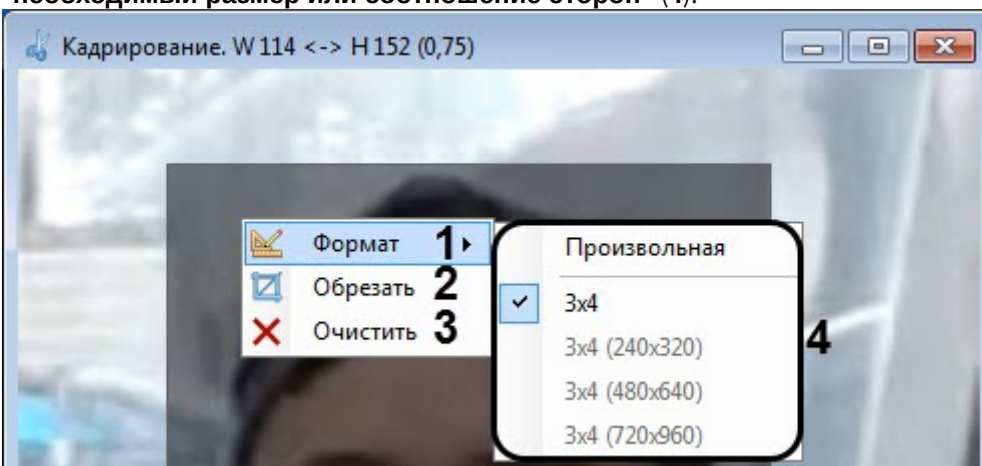 необходимый размер или соотношение сторон" (4).
Кадрирование. W 114 <-> H 152 (0,75)
Формат 1
Обрезать 2
Очистить 3
Произвольная
3x4
3x4 (240x320)
4
3x4 (480x640)
3x4 (720x960)